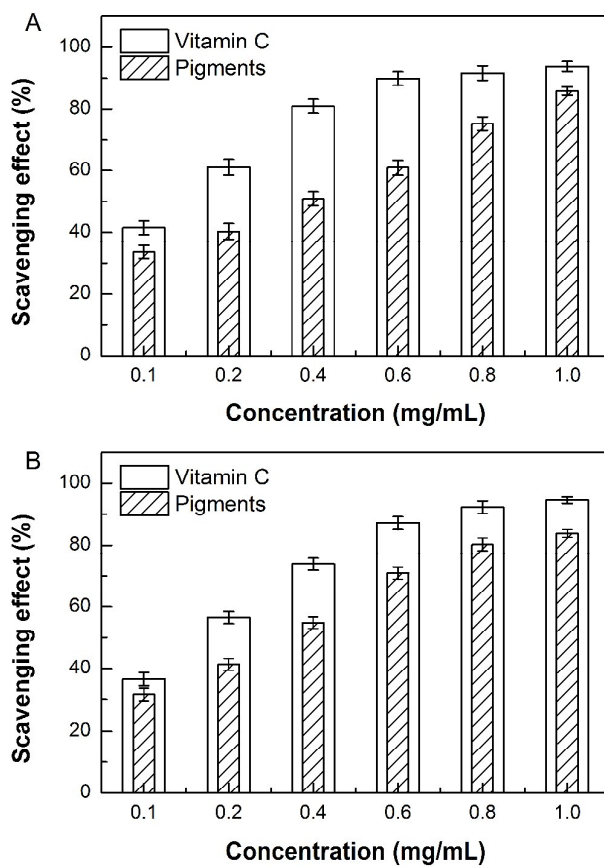 A
Vitamin C
Pigments
Scavenging effect (%)
100
80
60
40
20
0
0.1 0.2 0.4 0.6 0.8 1.0
Concentration (mg/mL)
B
Vitamin C
Pigments
Scavenging effect (%)
100
80
60
40
20
0
0.1 0.2 0.4 0.6 0.8 1.0
Concentration (mg/mL)